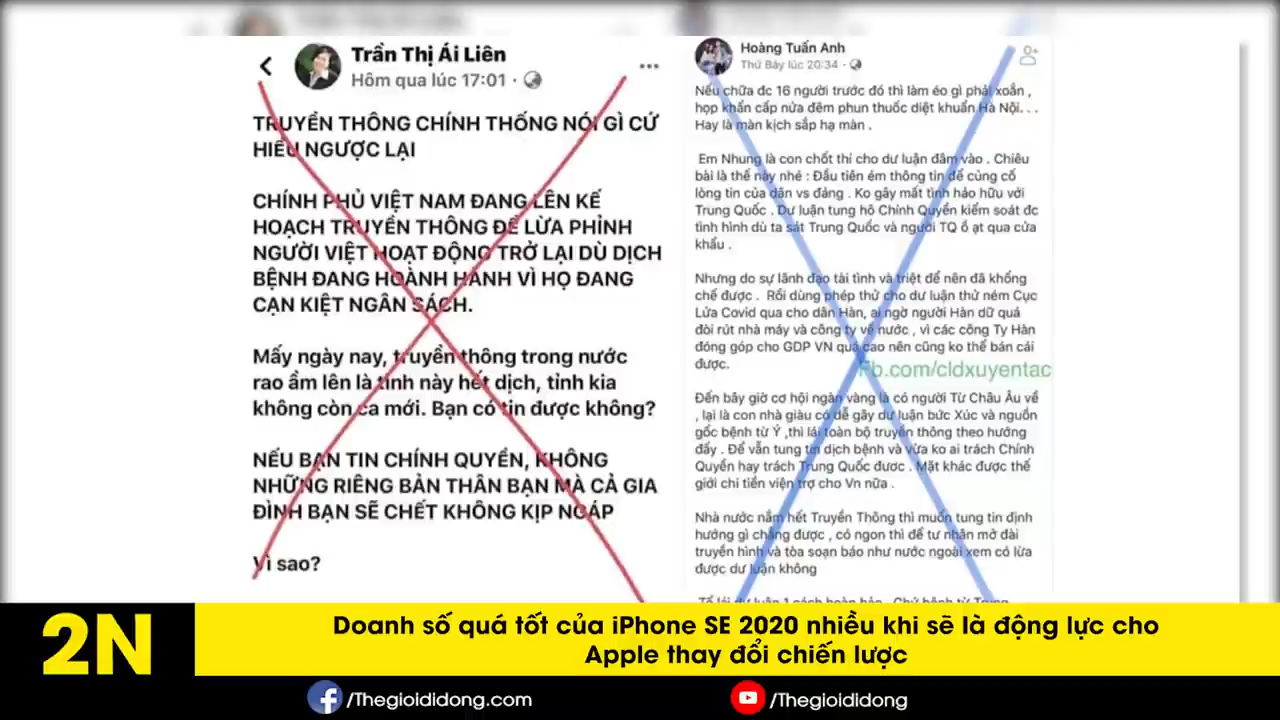 Trần Thị Ái Liên
Hôm qua lúc 17:01 ·
TRUYỀN THÔNG CHÍNH THỐNG NÓI GÌ CỨ
HIỂU NGƯỢC LẠI
CHÍNH PHỦ VIỆT NAM ĐANG LÊN KẾ
HOẠCH TRUYỀN THÔNG ĐỂ LỪA PHỈNH
NGƯỜI VIỆT HOẠT ĐỘNG TRỞ LẠI DÙ DỊCH
BỆNH ĐANG HOÀNH HÀNH VÌ HỌ ĐANG
CẠN KIỆT NGÂN SÁCH.
Mấy ngày nay, truyền thông trong nước
rao ầm lên là tỉnh này hết dịch, tỉnh kia
không còn ca mới. Bạn có tin được không?
NẾU BẠN TIN CHÍNH QUYỀN, KHÔNG
NHỮNG RIÊNG BẢN THÂN BẠN MÀ CẢ GIA
ĐÌNH BẠN SẼ CHẾT KHÔNG KỊP NGÁP
Vì sao?
Hoàng Tuấn Anh
Thứ Bảy lúc 20:34 ·
Nếu chữa đc 16 người trước đó thì làm éo gì phải xoắn ,
họp khẩn cấp nửa đêm phun thuốc diệt khuẩn Hà Nội. . .
Hay là màn kịch sắp hạ màn .
Em Nhung là con chốt thí cho dư luận đâm vào . Chiêu
bài là thế này nhé : Đầu tiên ém thông tin để củng cố
lòng tin của dân vs đảng . Ko gây mất tình hảo hữu với
Trung Quốc . Dư luận tung hô Chính Quyền kiểm soát đc
tình hình dù ta sát Trung Quốc và người TQ ồ ạt qua cửa
khẩu .
Nhưng do sự lãnh đạo tài tình và triệt để nên đã khống
chế được . Rồi dùng phép thử cho dư luận thử ném Cục
Lửa Covid qua cho dân Hàn, ai ngờ người Hàn dữ quá
đòi rút nhà máy và công ty về nước , vì các công Ty Hàn
đóng góp cho GDP VN quá cao nên cũng ko thể bán cái
được.
Fb.com/cldxuyentac
Đến bây giờ cơ hội ngàn vàng là có người Từ Châu Âu về
, lại là con nhà giàu có dễ gây dư luận bức Xúc và nguồn
gốc bệnh từ Ý ,thì lái toàn bộ truyền thông theo hướng
đấy . Để vẫn tung tin dịch bệnh và vừa ko ai trách Chính
Quyền hay trách Trung Quốc được . Mặt khác được thế
giới chi tiền viện trợ cho Vn nữa .
Nhà nước nắm hết Truyền Thông thì muốn tung tin định
hướng gì chẳng được , có ngon thì để tư nhân mở đài
truyền hình và tòa soạn báo như nước ngoài xem có lừa
được dư luận không
2N
Doanh số quá tốt của iPhone SE 2020 nhiều khi sẽ là động lực cho
Apple thay đổi chiến lược
/Thegioididong.com
/Thegioididong